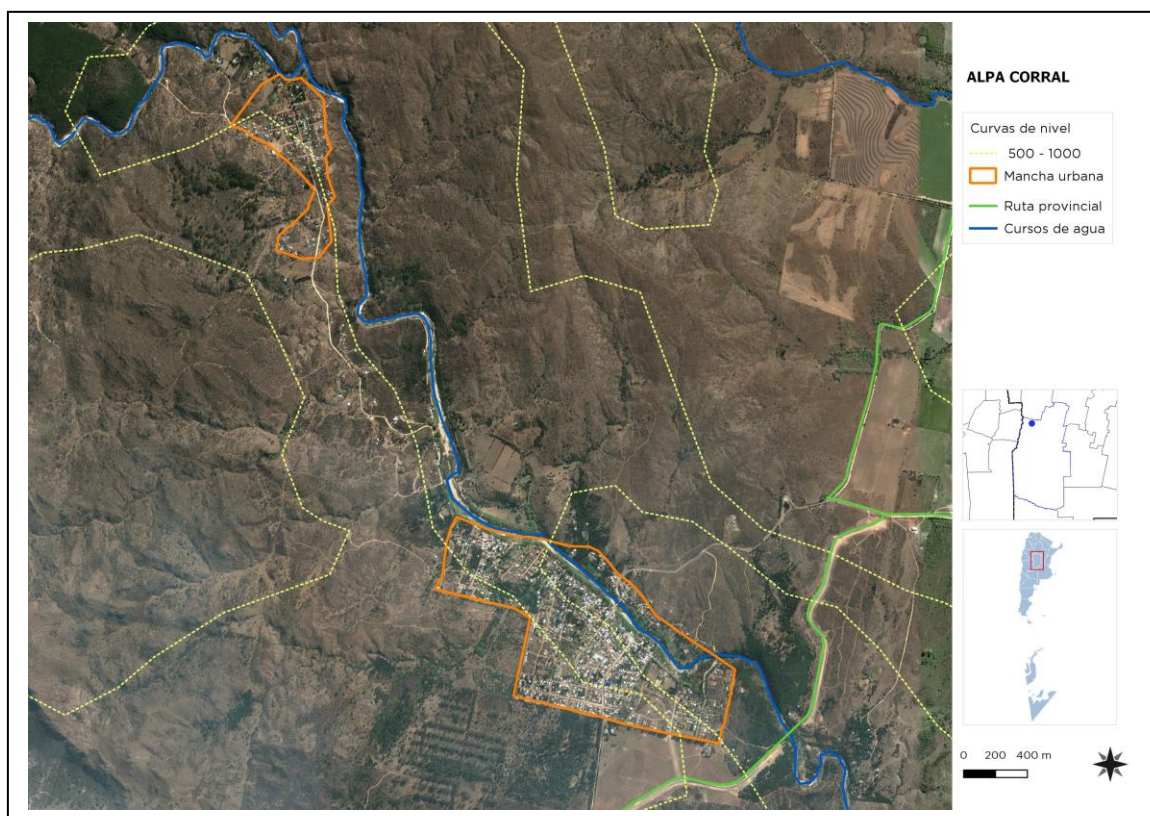 ALPA CORRAL
Curvas de nivel
500 - 1000
Mancha urbana
Ruta provincial
Cursos de agua
0 200 400 m